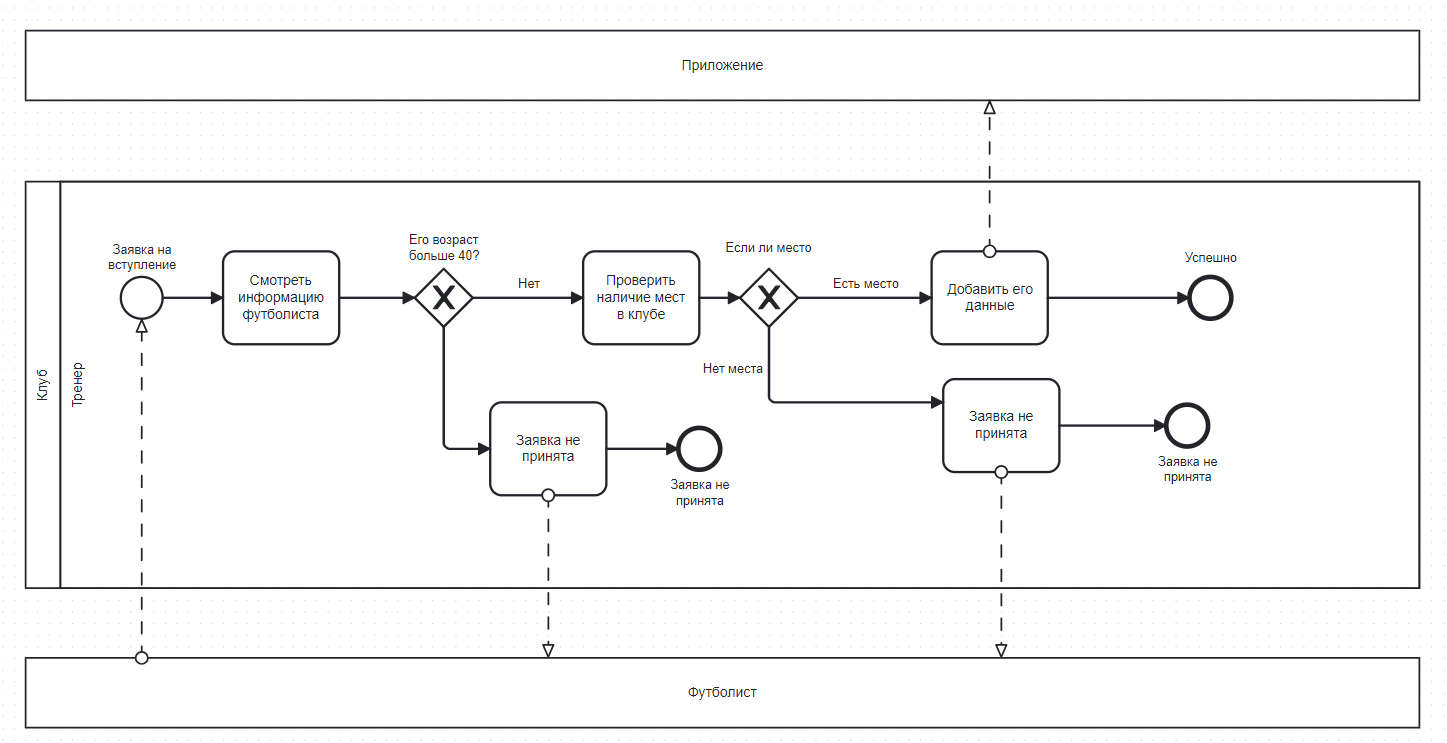 Приложение
Клуб
Тренер
Заявка на
вступление
Смотреть
информацию
футболиста
Его возраст
больше 40?
Нет
Проверить
наличие мест
в клубе
Если ли место
Есть место
Добавить его
данные
Успешно
Нет места
Заявка не
принята
Заявка не
принята
Заявка не
принята
Заявка не
принята
Футболист